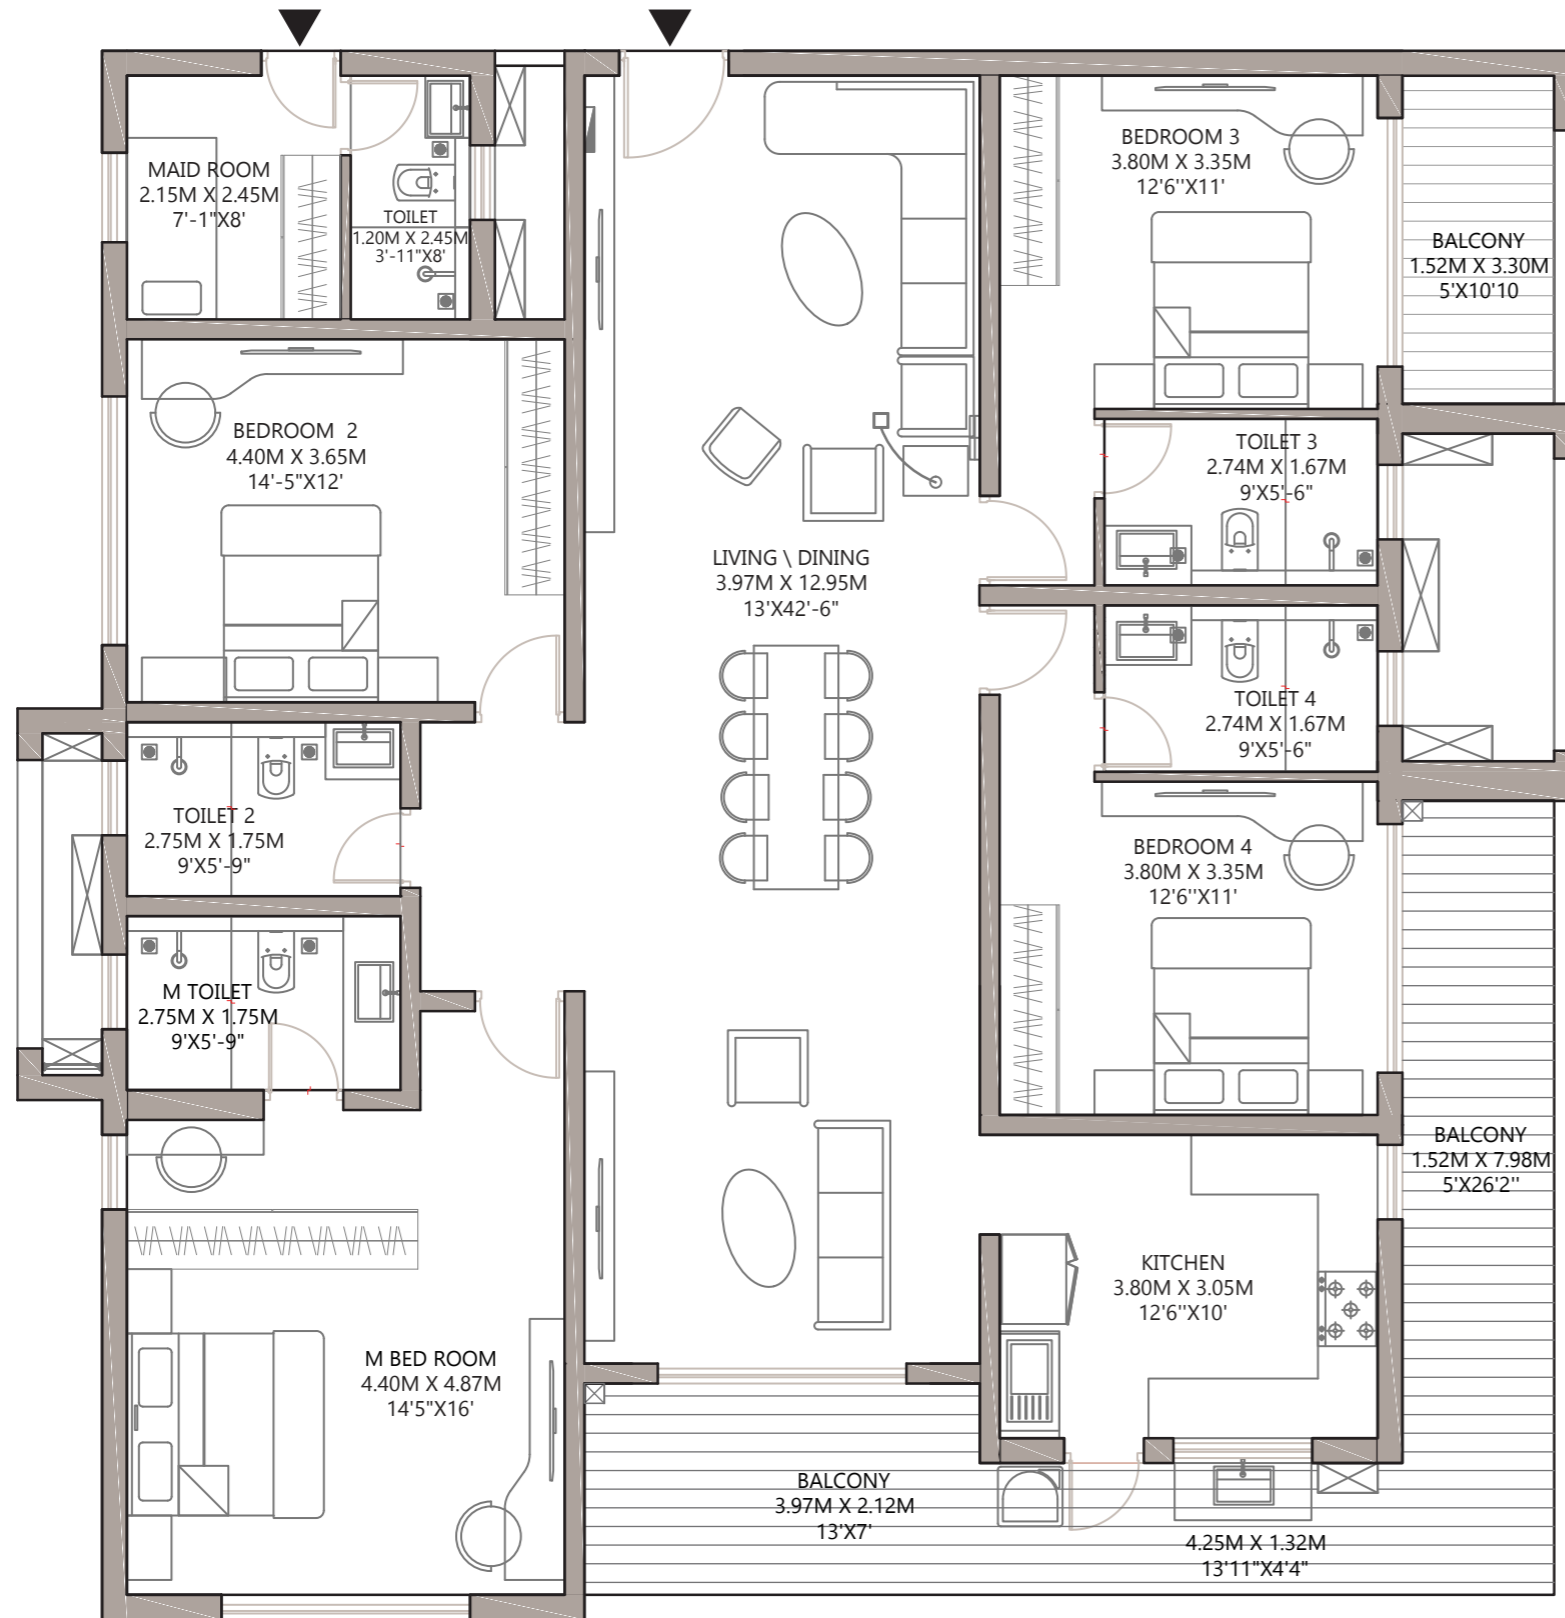 MAID ROOM
2.15M X 2.45M
7'-1"X8'
TOILET
1.20M X 2.45M
3'-11"X8'
BEDROOM 3
3.80M X 3.35M
12'6''X11'
BALCONY
1.52M X 3.30M
5'X10'10
BEDROOM 2
4.40M X 3.65M
14'-5"X12'
TOILET 3
2.74M X 1.67M
9'X5'-6"
LIVING \ DINING
3.97M X 12.95M
13'X42'-6"
TOILET 4
2.74M X 1.67M
9'X5'-6"
TOILET 2
2.75M X 1.75M
9'X5'-9"
BEDROOM 4
3.80M X 3.35M
12'6''X11'
M TOILET
2.75M X 1.75M
9'X5'-9"
BALCONY
1.52M X 7.98M
5'X26'2''
KITCHEN
3.80M X 3.05M
12'6''X10'
M BED ROOM
4.40M X 4.87M
14'5"X16'
BALCONY
3.97M X 2.12M
13'X7'
4.25M X 1.32M
13'11"X4'4"